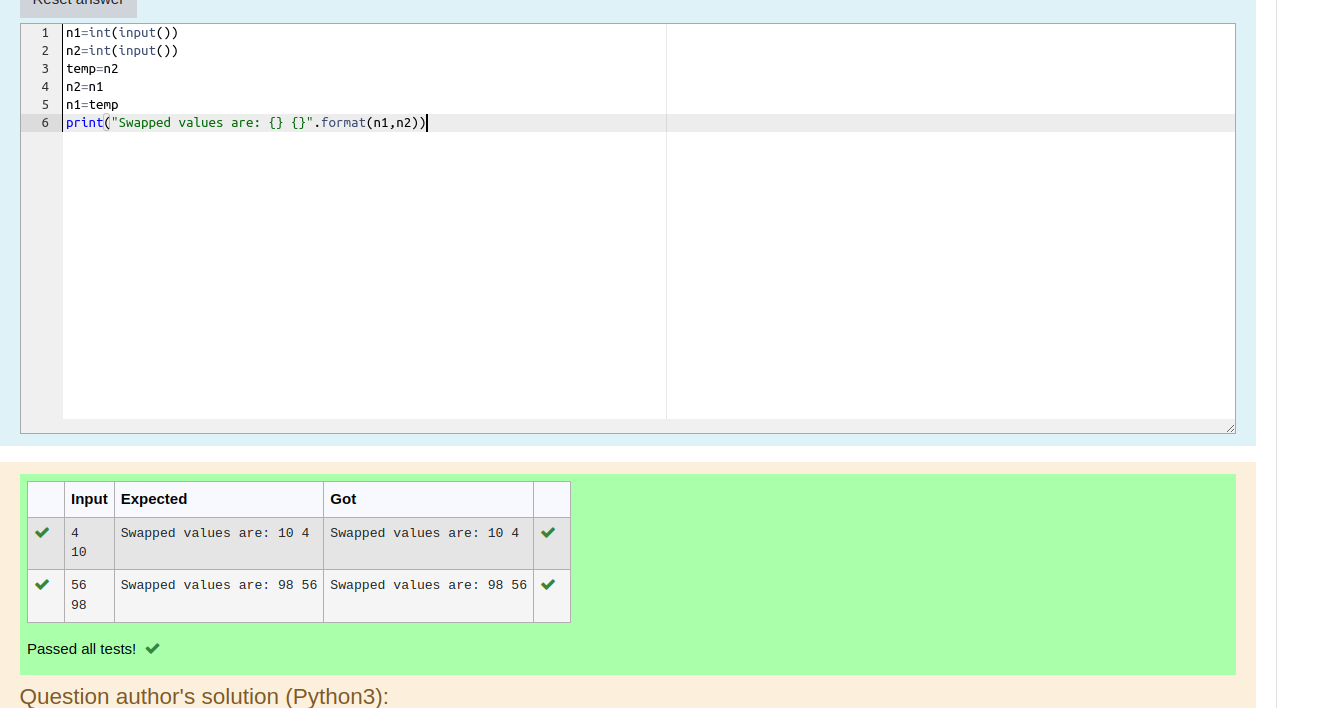 Reset answer
1 n1=int(input())
2 n2=int(input())
3 temp=n2
4 n2=n1
5 n1=temp
6 print("Swapped values are: {} {}".format(n1,n2))
Input Expected Got
4 Swapped values are: 10 4 Swapped values are: 10 4
10
56 Swapped values are: 98 56 Swapped values are: 98 56
98
Passed all tests!
Question author's solution (Python3):